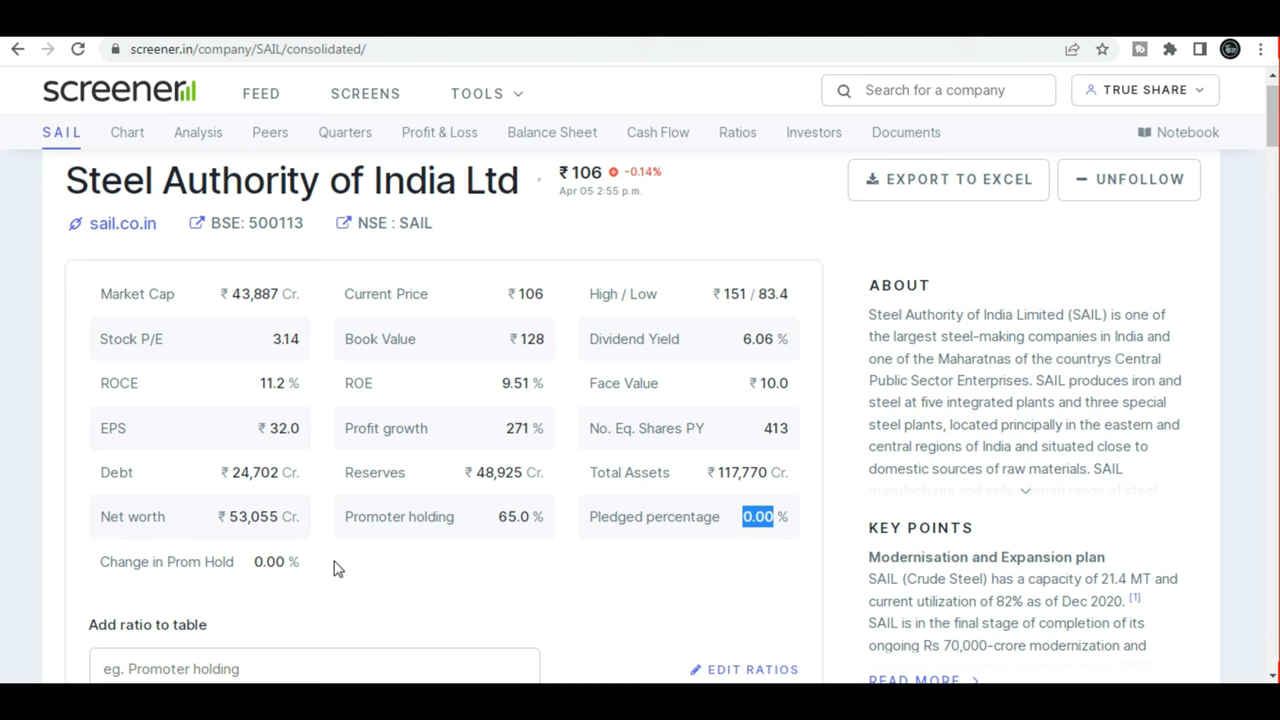 screener.in/company/SAIL/consolidated/
screener
FEED
SCREENS
TOOLS
Search for a company
TRUE SHARE
SAIL
Chart
Analysis
Peers
Quarters
Profit & Loss
Balance Sheet
Cash Flow
Ratios
Investors
Documents
Notebook
Steel Authority of India Ltd
₹ 106 -0.14%
Apr 05 2:55 p.m.
EXPORT TO EXCEL
UNFOLLOW
sail.co.in
BSE: 500113
NSE : SAIL
Market Cap ₹ 43,887 Cr.
Current Price ₹ 106
High / Low ₹ 151 / 83.4
Stock P/E 3.14
Book Value ₹ 128
Dividend Yield 6.06 %
ROCE 11.2 %
ROE 9.51 %
Face Value ₹ 10.0
EPS ₹ 32.0
Profit growth 271 %
No. Eq. Shares PY 413
Debt ₹ 24,702 Cr.
Reserves ₹ 48,925 Cr.
Total Assets ₹ 117,770 Cr.
Net worth ₹ 53,055 Cr.
Promoter holding 65.0 %
Pledged percentage 0.00 %
Change in Prom Hold 0.00 %
Add ratio to table
eg. Promoter holding
EDIT RATIOS
ABOUT
Steel Authority of India Limited (SAIL) is one of
the largest steel-making companies in India and
one of the Maharatnas of the countrys Central
Public Sector Enterprises. SAIL produces iron and
steel at five integrated plants and three special
steel plants, located principally in the eastern and
central regions of India and situated close to
domestic sources of raw materials. SAIL
manufactures and sells a broad range of steel
KEY POINTS
Modernisation and Expansion plan
SAIL (Crude Steel) has a capacity of 21.4 MT and
current utilization of 82% as of Dec 2020. [1]
SAIL is in the final stage of completion of its
ongoing Rs 70,000-crore modernization and
READ MORE